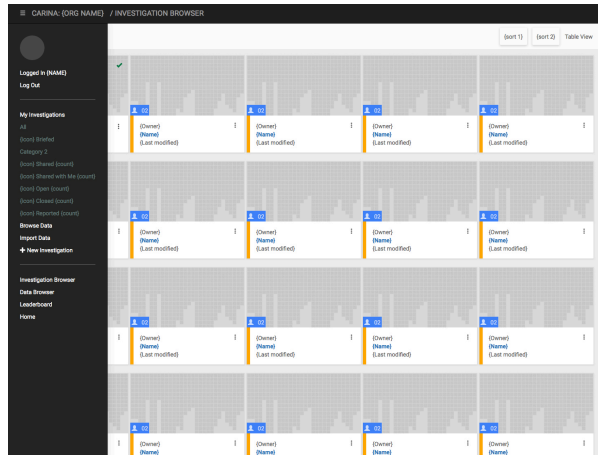 ≡ CARINA: {ORG NAME} / INVESTIGATION BROWSER
{sort 1} {sort 2} Table View
Logged In {NAME}
Log Out
My Investigations
All
{icon} Briefed
Category 2
{icon} Shared {count}
{icon} Shared with Me {count}
{icon} Open {count}
{icon} Closed {count}
{icon} Reported {count}
Browse Data
Import Data
+ New Investigation
Investigation Browser
Data Browser
Leaderboard
Home
02 02 02
{Owner} {Owner} {Owner} {Owner}
{Name} {Name} {Name} {Name}
{Last modified} {Last modified} {Last modified} {Last modified}
02 02 02 02
{Owner} {Owner} {Owner} {Owner}
{Name} {Name} {Name} {Name}
{Last modified} {Last modified} {Last modified} {Last modified}
02 02 02 02
{Owner} {Owner} {Owner} {Owner}
{Name} {Name} {Name} {Name}
{Last modified} {Last modified} {Last modified} {Last modified}
02 02 02 02
{Owner} {Owner} {Owner} {Owner}
{Name} {Name} {Name} {Name}